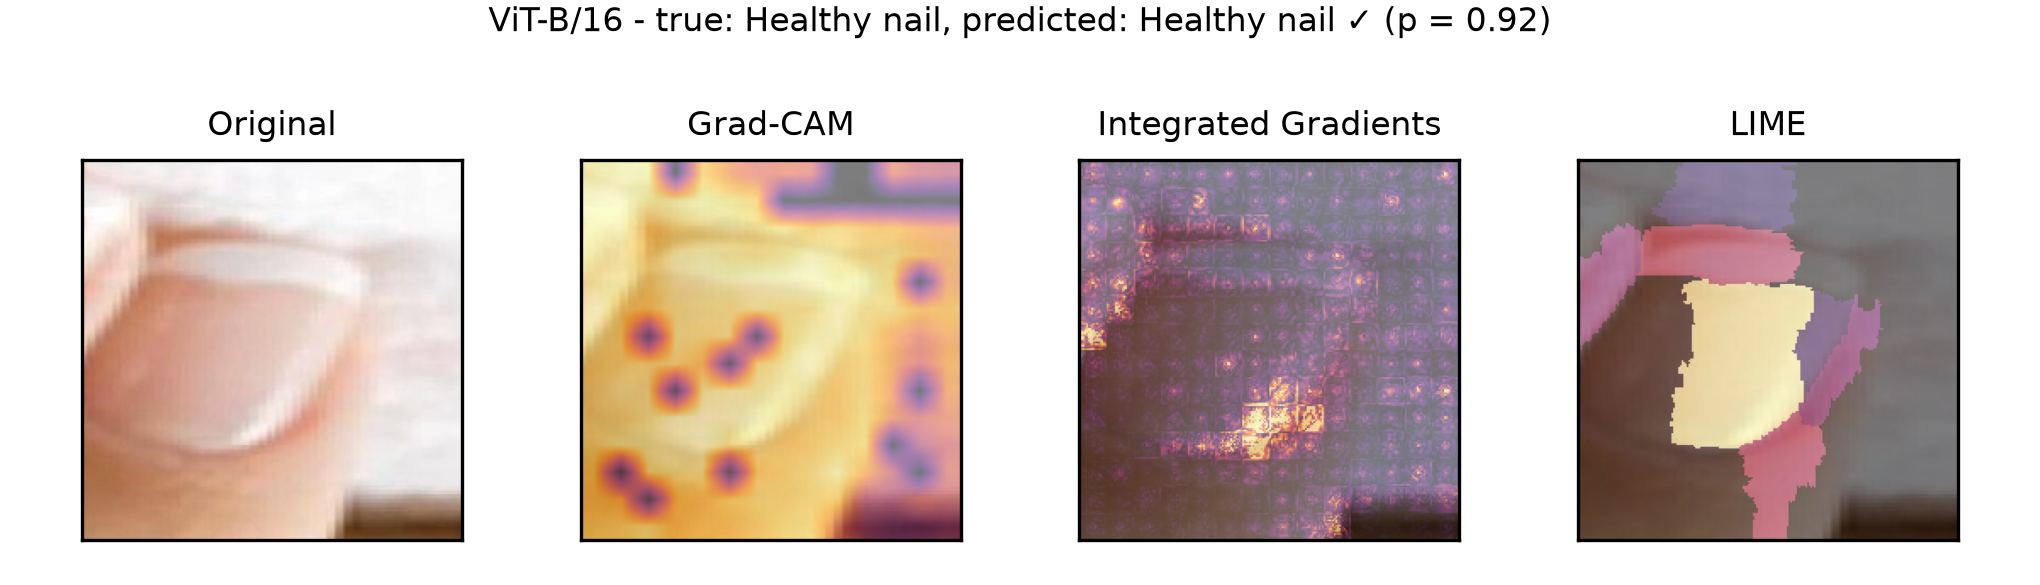 ViT-B/16 - true: Healthy nail, predicted: Healthy nail ✓ (p = 0.92)
Original
Grad-CAM
Integrated Gradients
LIME